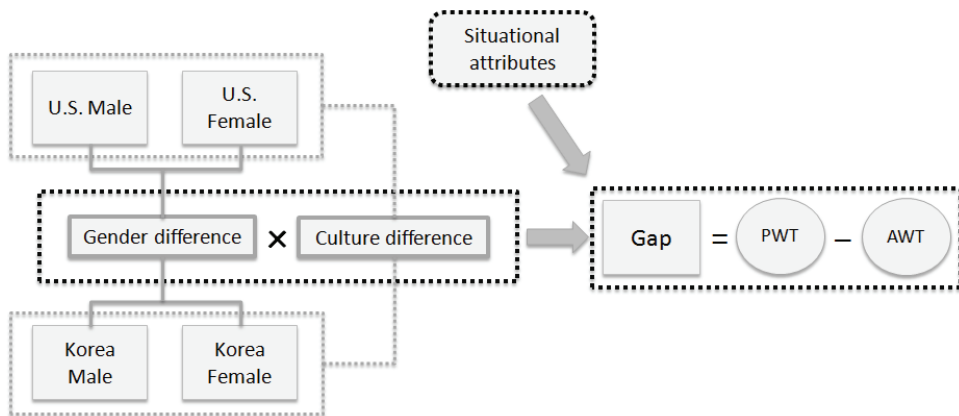 Situational
attributes
U.S. Male
U.S.
Female
Gender difference × Culture difference
Gap = PWT – AWT
Korea
Male
Korea
Female